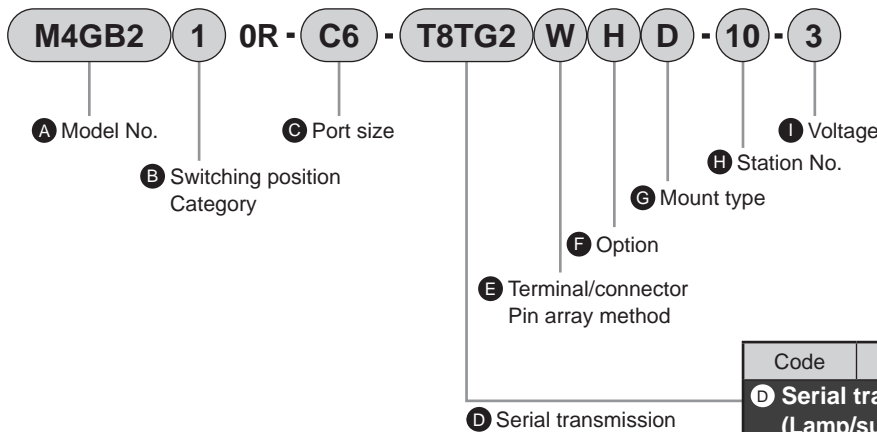 M4GB2 1 0R - C6 - T8TG2 W H D - 10 - 3
A Model No.
C Port size
I Voltage
H Station No.
B Switching position
Category
G Mount type
F Option
E Terminal/connector
Pin array method
Code
D Serial
D Serial transmission
(Lamp/su